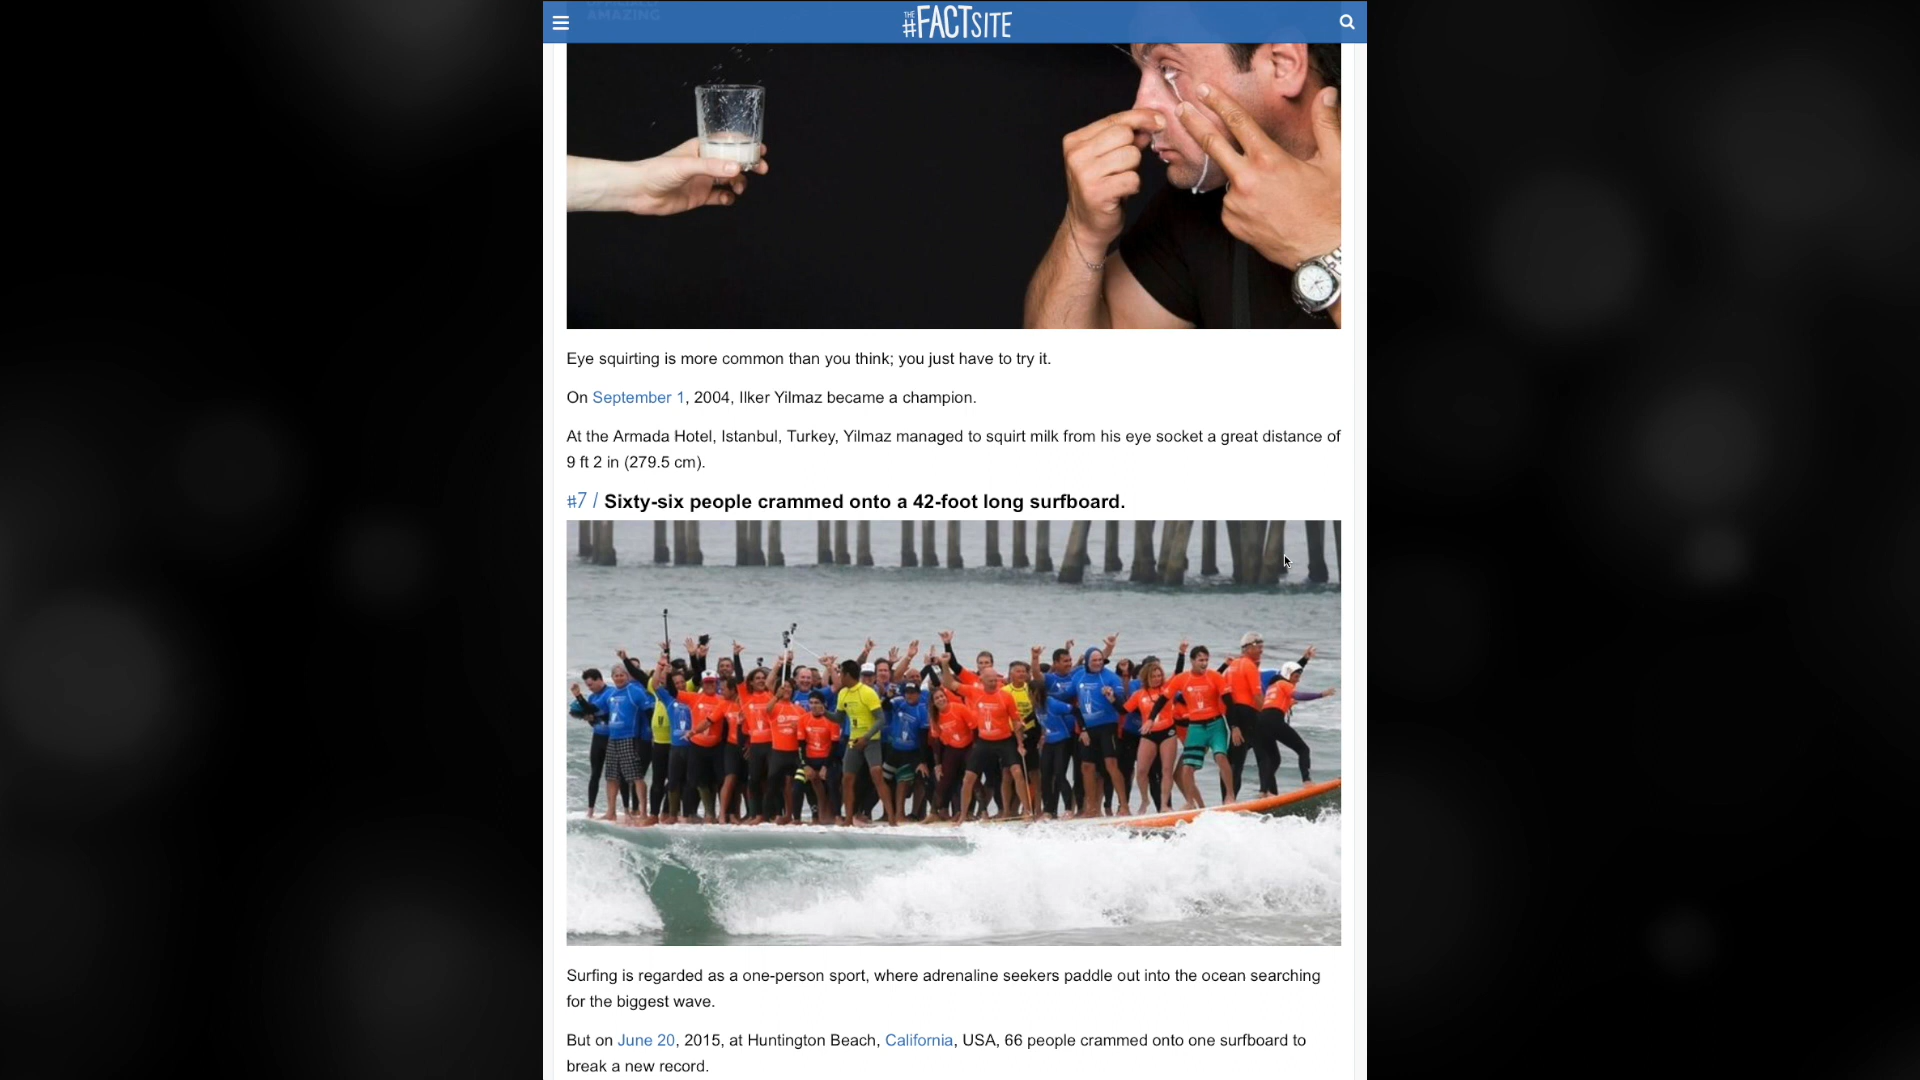 OFFICIALLY
AMAZING
THE
#FACTSITE
Eye squirting is more common than you think; you just have to try it.
On September 1, 2004, Ilker Yilmaz became a champion.
At the Armada Hotel, Istanbul, Turkey, Yilmaz managed to squirt milk from his eye socket a great distance of
9 ft 2 in (279.5 cm).
#7 / Sixty-six people crammed onto a 42-foot long surfboard.
Surfing is regarded as a one-person sport, where adrenaline seekers paddle out into the ocean searching
for the biggest wave.
But on June 20, 2015, at Huntington Beach, California, USA, 66 people crammed onto one surfboard to
break a new record.